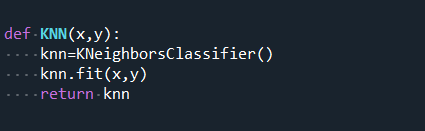 def KNN(x,y):
    knn=KNeighborsClassifier()
    knn.fit(x,y)
    return knn